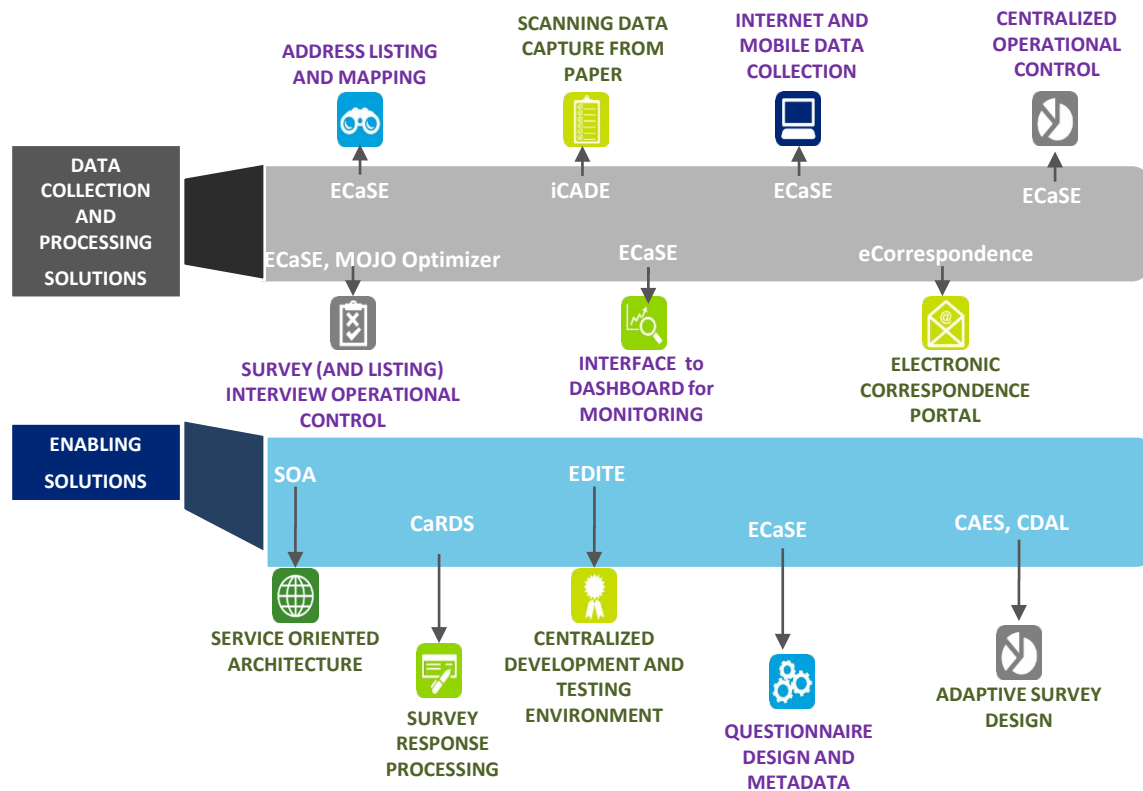 ADDRESS LISTING
AND MAPPING
SCANNING DATA
CAPTURE FROM
PAPER
INTERNET AND
MOBILE DATA
COLLECTION
CENTRALIZED
OPERATIONAL
CONTROL
DATA
COLLECTION
AND
PROCESSING
SOLUTIONS
ECaSE
iCADE
ECaSE
ECaSE
ECaSE, MOJO Optimizer
ECaSE
eCorrespondence
@
SURVEY (AND LISTING)
INTERVIEW OPERATIONAL
CONTROL
INTERFACE to
DASHBOARD for
MONITORING
ELECTRONIC
CORRESPONDENCE
PORTAL
ENABLING
SOLUTIONS
SOA
CaRDS
EDITE
ECaSE
CAES, CDAL
SERVICE ORIENTED
ARCHITECTURE
SURVEY
RESPONSE
PROCESSING
CENTRALIZED
DEVELOPMENT AND
TESTING
ENVIRONMENT
QUESTIONNAIRE
DESIGN AND
METADATA
ADAPTIVE SURVEY
DESIGN